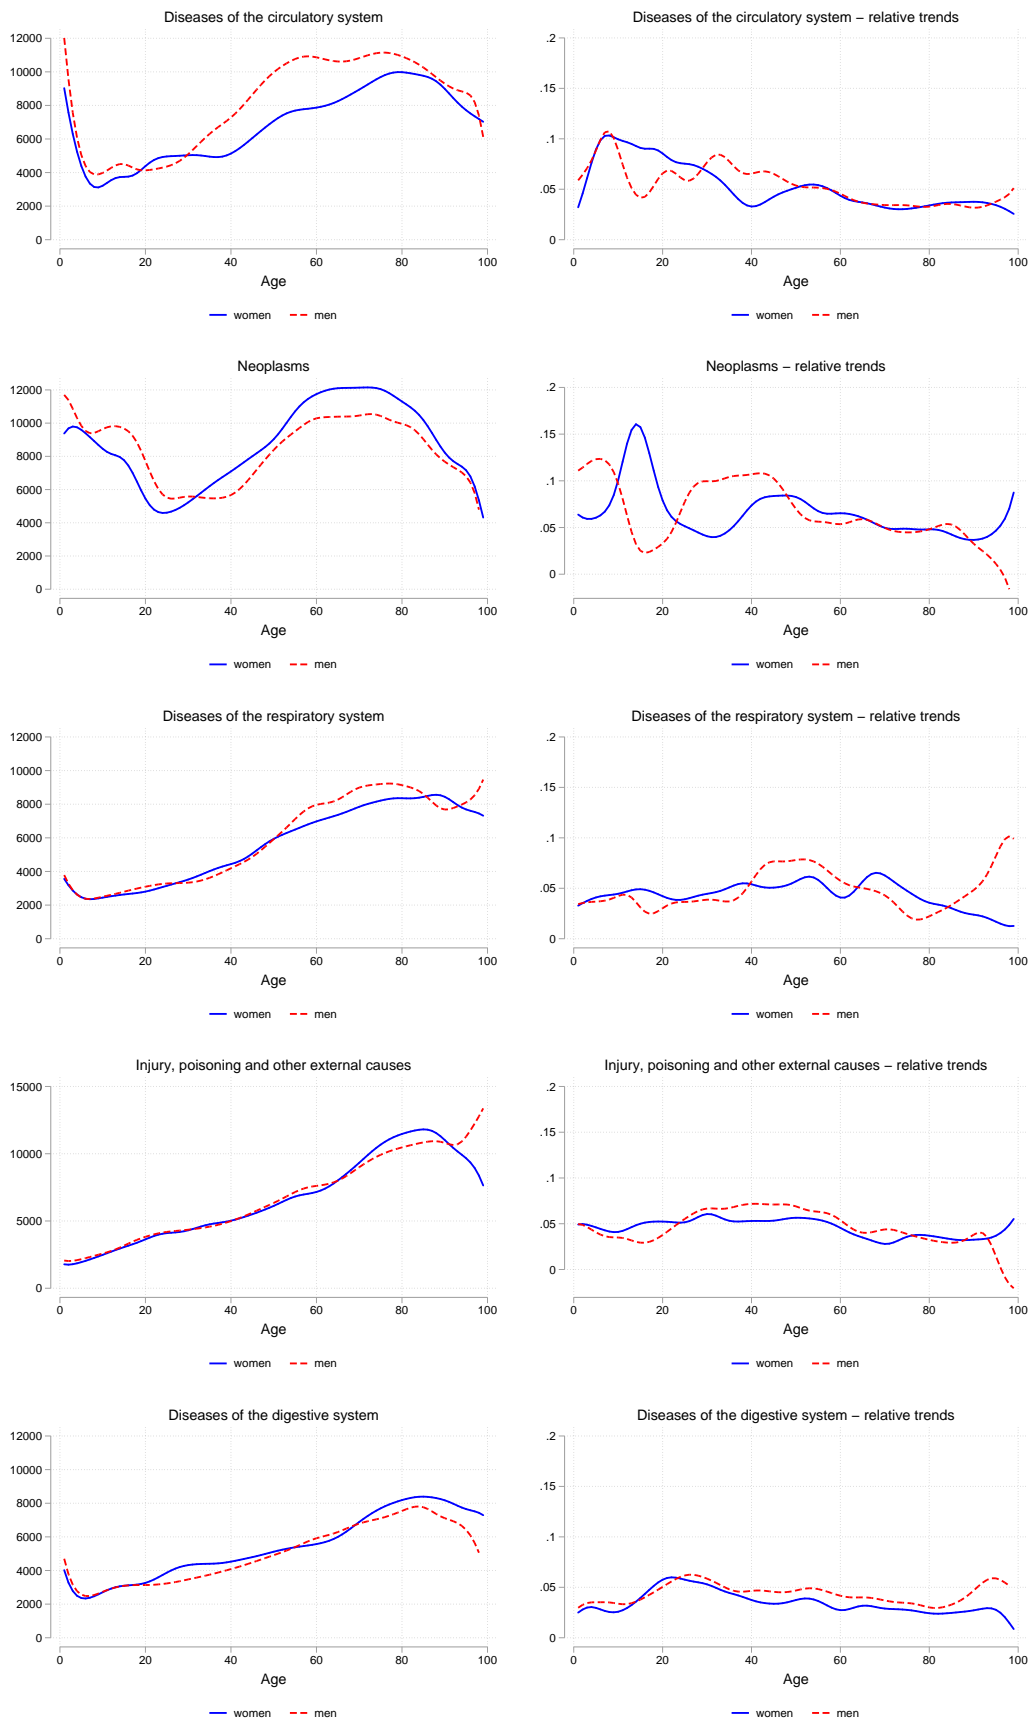 Diseases of the circulatory system
12000
10000
8000
6000
4000
2000
0
0 20 40 60 80 100
Age
women men
Diseases of the circulatory system – relative trends
.2
.15
.1
.05
0
0 20 40 60 80 100
Age
women men
Neoplasms
12000
10000
8000
6000
4000
2000
0
0 20 40 60 80 100
Age
women men
Neoplasms – relative trends
.2
.15
.1
.05
0
0 20 40 60 80 100
Age
women men
Diseases of the respiratory system
12000
10000
8000
6000
4000
2000
0
0 20 40 60 80 100
Age
women men
Diseases of the respiratory system – relative trends
.2
.15
.1
.05
0
0 20 40 60 80 100
Age
women men
Injury, poisoning and other external causes
15000
10000
5000
0
0 20 40 60 80 100
Age
women men
Injury, poisoning and other external causes – relative trends
.2
.15
.1
.05
0
0 20 40 60 80 100
Age
women men
Diseases of the digestive system
12000
10000
8000
6000
4000
2000
0
0 20 40 60 80 100
Age
women men
Diseases of the digestive system – relative trends
.2
.15
.1
.05
0
0 20 40 60 80 100
Age
women men